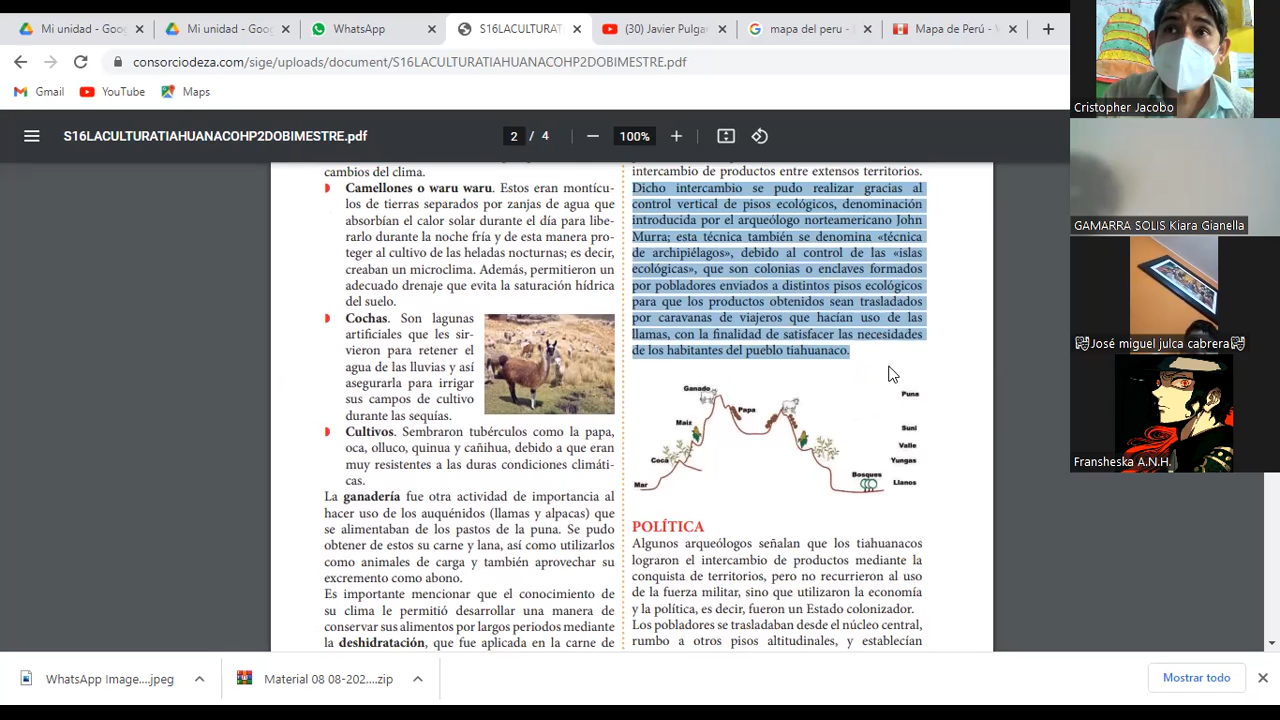 Mi unidad - Goog
Mi unidad - Goog
WhatsApp
S16LACULTURATI
(30) Javier Pulgar
mapa del peru - B
Mapa de Perú - V
consorciodeza.com/sige/uploads/document/S16LACULTURATIAHUANACOHP2DOBIMESTRE.pdf
Gmail
YouTube
Maps
S16LACULTURATIAHUANACOHP2DOBIMESTRE.pdf
2 / 4
100%
cambios del clima.
Camellones o waru waru. Estos eran montícu-
los de tierras separados por zanjas de agua que
absorbían el calor solar durante el día para libe-
rarlo durante la noche fría y de esta manera pro-
teger al cultivo de las heladas nocturnas; es decir,
creaban un microclima. Además, permitieron un
adecuado drenaje que evita la saturación hídrica
del suelo.
Cochas. Son lagunas
artificiales que les sir-
vieron para retener el
agua de las lluvias y así
asegurarla para irrigar
sus campos de cultivo
durante las sequías.
Cultivos. Sembraron tubérculos como la papa,
oca, olluco, quinua y cañihua, debido a que eran
muy resistentes a las duras condiciones climáti-
cas.
La ganadería fue otra actividad de importancia al
hacer uso de los auquénidos (llamas y alpacas) que
se alimentaban de los pastos de la puna. Se pudo
obtener de estos su carne y lana, así como utilizarlos
como animales de carga y también aprovechar su
excremento como abono.
Es importante mencionar que el conocimiento de
su clima le permitió desarrollar una manera de
conservar sus alimentos por largos periodos mediante
la deshidratación, que fue aplicada en la carne de
intercambio de productos entre extensos territorios.
Dicho intercambio se pudo realizar gracias al
control vertical de pisos ecológicos, denominación
introducida por el arqueólogo norteamericano John
Murra; esta técnica también se denomina «técnica
de archipiélagos», debido al control de las «islas
ecológicas», que son colonias o enclaves formados
por pobladores enviados a distintos pisos ecológicos
para que los productos obtenidos sean trasladados
por caravanas de viajeros que hacían uso de las
llamas, con la finalidad de satisfacer las necesidades
de los habitantes del pueblo tiahuanaco.
Ganado
Papa
Maiz
Coca
Mar
Bosques
Puna
Suni
Valle
Yungas
Llanos
POLÍTICA
Algunos arqueólogos señalan que los tiahuanacos
lograron el intercambio de productos mediante la
conquista de territorios, pero no recurrieron al uso
de la fuerza militar, sino que utilizaron la economía
y la política, es decir, fueron un Estado colonizador.
Los pobladores se trasladaban desde el núcleo central,
rumbo a otros pisos altitudinales, y establecían
Cristopher Jacobo
GAMARRA SOLIS Kiara Gianella
José miguel julca cabrera
Fransheska A.N.H.
WhatsApp Image....jpeg
Material 08 08-202....zip
Mostrar todo